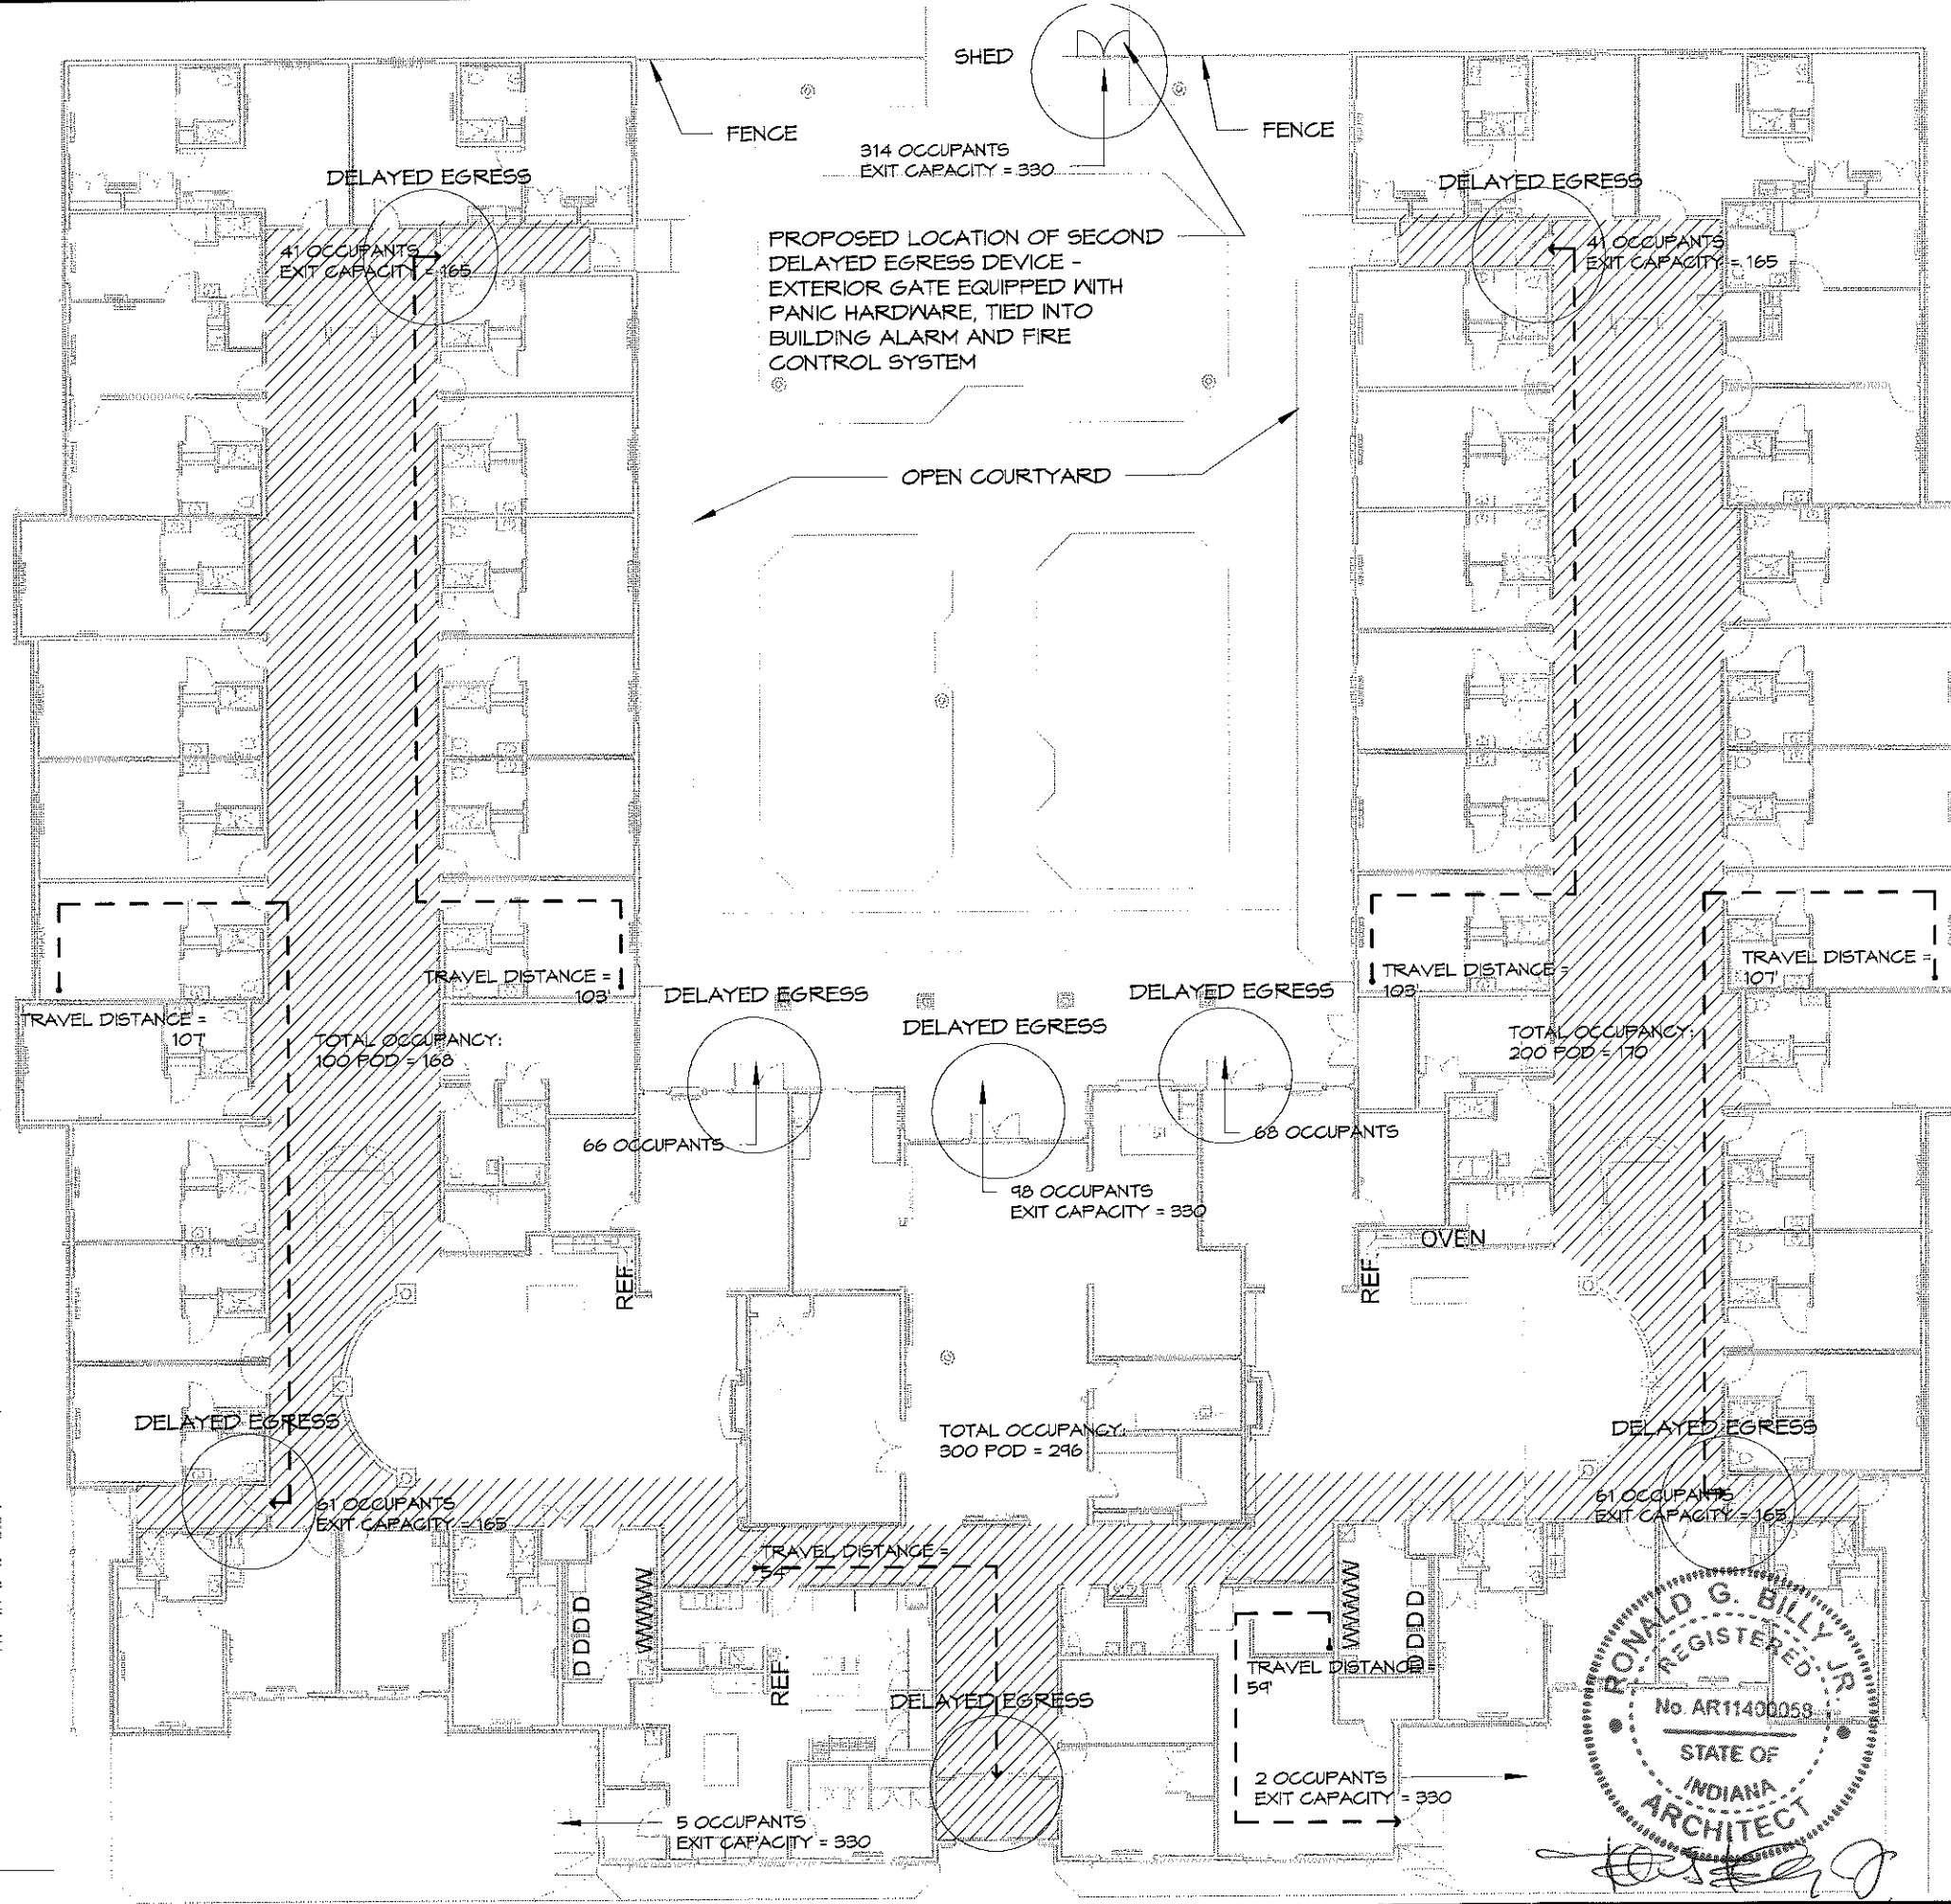 SHED
FENCE
FENCE
314 OCCUPANTS
EXIT CAPACITY = 330
DELAYED EGRESS
DELAYED EGRESS
41 OCCUPANTS
EXIT CAPACITY = 165
PROPOSED LOCATION OF SECOND
DELAYED EGRESS DEVICE -
EXTERIOR GATE EQUIPPED WITH
PANIC HARDWARE, TIED INTO
BUILDING ALARM AND FIRE
CONTROL SYSTEM
41 OCCUPANTS
EXIT CAPACITY = 165
OPEN COURTYARD
TRAVEL DISTANCE =
103'
DELAYED EGRESS
DELAYED EGRESS
DELAYED EGRESS
TRAVEL DISTANCE =
103'
TRAVEL DISTANCE =
107'
TRAVEL DISTANCE =
107'
TOTAL OCCUPANCY:
100 POD = 168
TOTAL OCCUPANCY:
200 POD = 170
66 OCCUPANTS
68 OCCUPANTS
98 OCCUPANTS
EXIT CAPACITY = 330
OVEN
REF.
REF.
DELAYED EGRESS
TOTAL OCCUPANCY:
300 POD = 296
DELAYED EGRESS
61 OCCUPANTS
EXIT CAPACITY = 165
61 OCCUPANTS
EXIT CAPACITY = 165
TRAVEL DISTANCE =
54'
DDDD
WWWWW
REF.
WWWWW
DDDD
TRAVEL DISTANCE =
59'
DELAYED EGRESS
5 OCCUPANTS
EXIT CAPACITY = 330
2 OCCUPANTS
EXIT CAPACITY = 330
RONALD G. BILLY JR.
REGISTERED
No. AR11400058
STATE OF
INDIANA
ARCHITECT